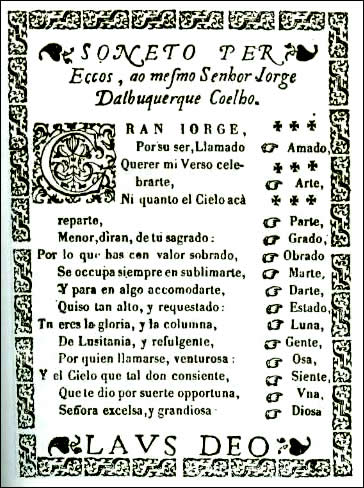 SONETO PER
Eccos, ao mesmo Senhor Iorge
Dalbuquerque Coelho.
GRAN IORGE,
Por su ser, Llamado ☞ Amado,
Querer mi Verso cele-
brarte, ☞ Arte,
Ni quanto el Cielo acà
reparte, ☞ Parte,
Menor, diran, de tu sagrado: ☞ Grado,
Por lo que has con valor sobrado, ☞ Obrado
Se occupa siempre en sublimarte, ☞ Marte,
Y para en algo accomodarte, ☞ Darte,
Quiso tan alto, y requestado: ☞ Estado,
Tu eres la gloria, y la columna, ☞ Luna,
De Lusitania, y refulgente, ☞ Gente,
Por quien llamarse, venturosa: ☞ Osa,
Y el Cielo que tal don consiente, ☞ Siente,
Que te dio por suerte opportuna, ☞ Vna,
Señora excelsa, y grandiosa ☞ Diosa
LAVS DEO